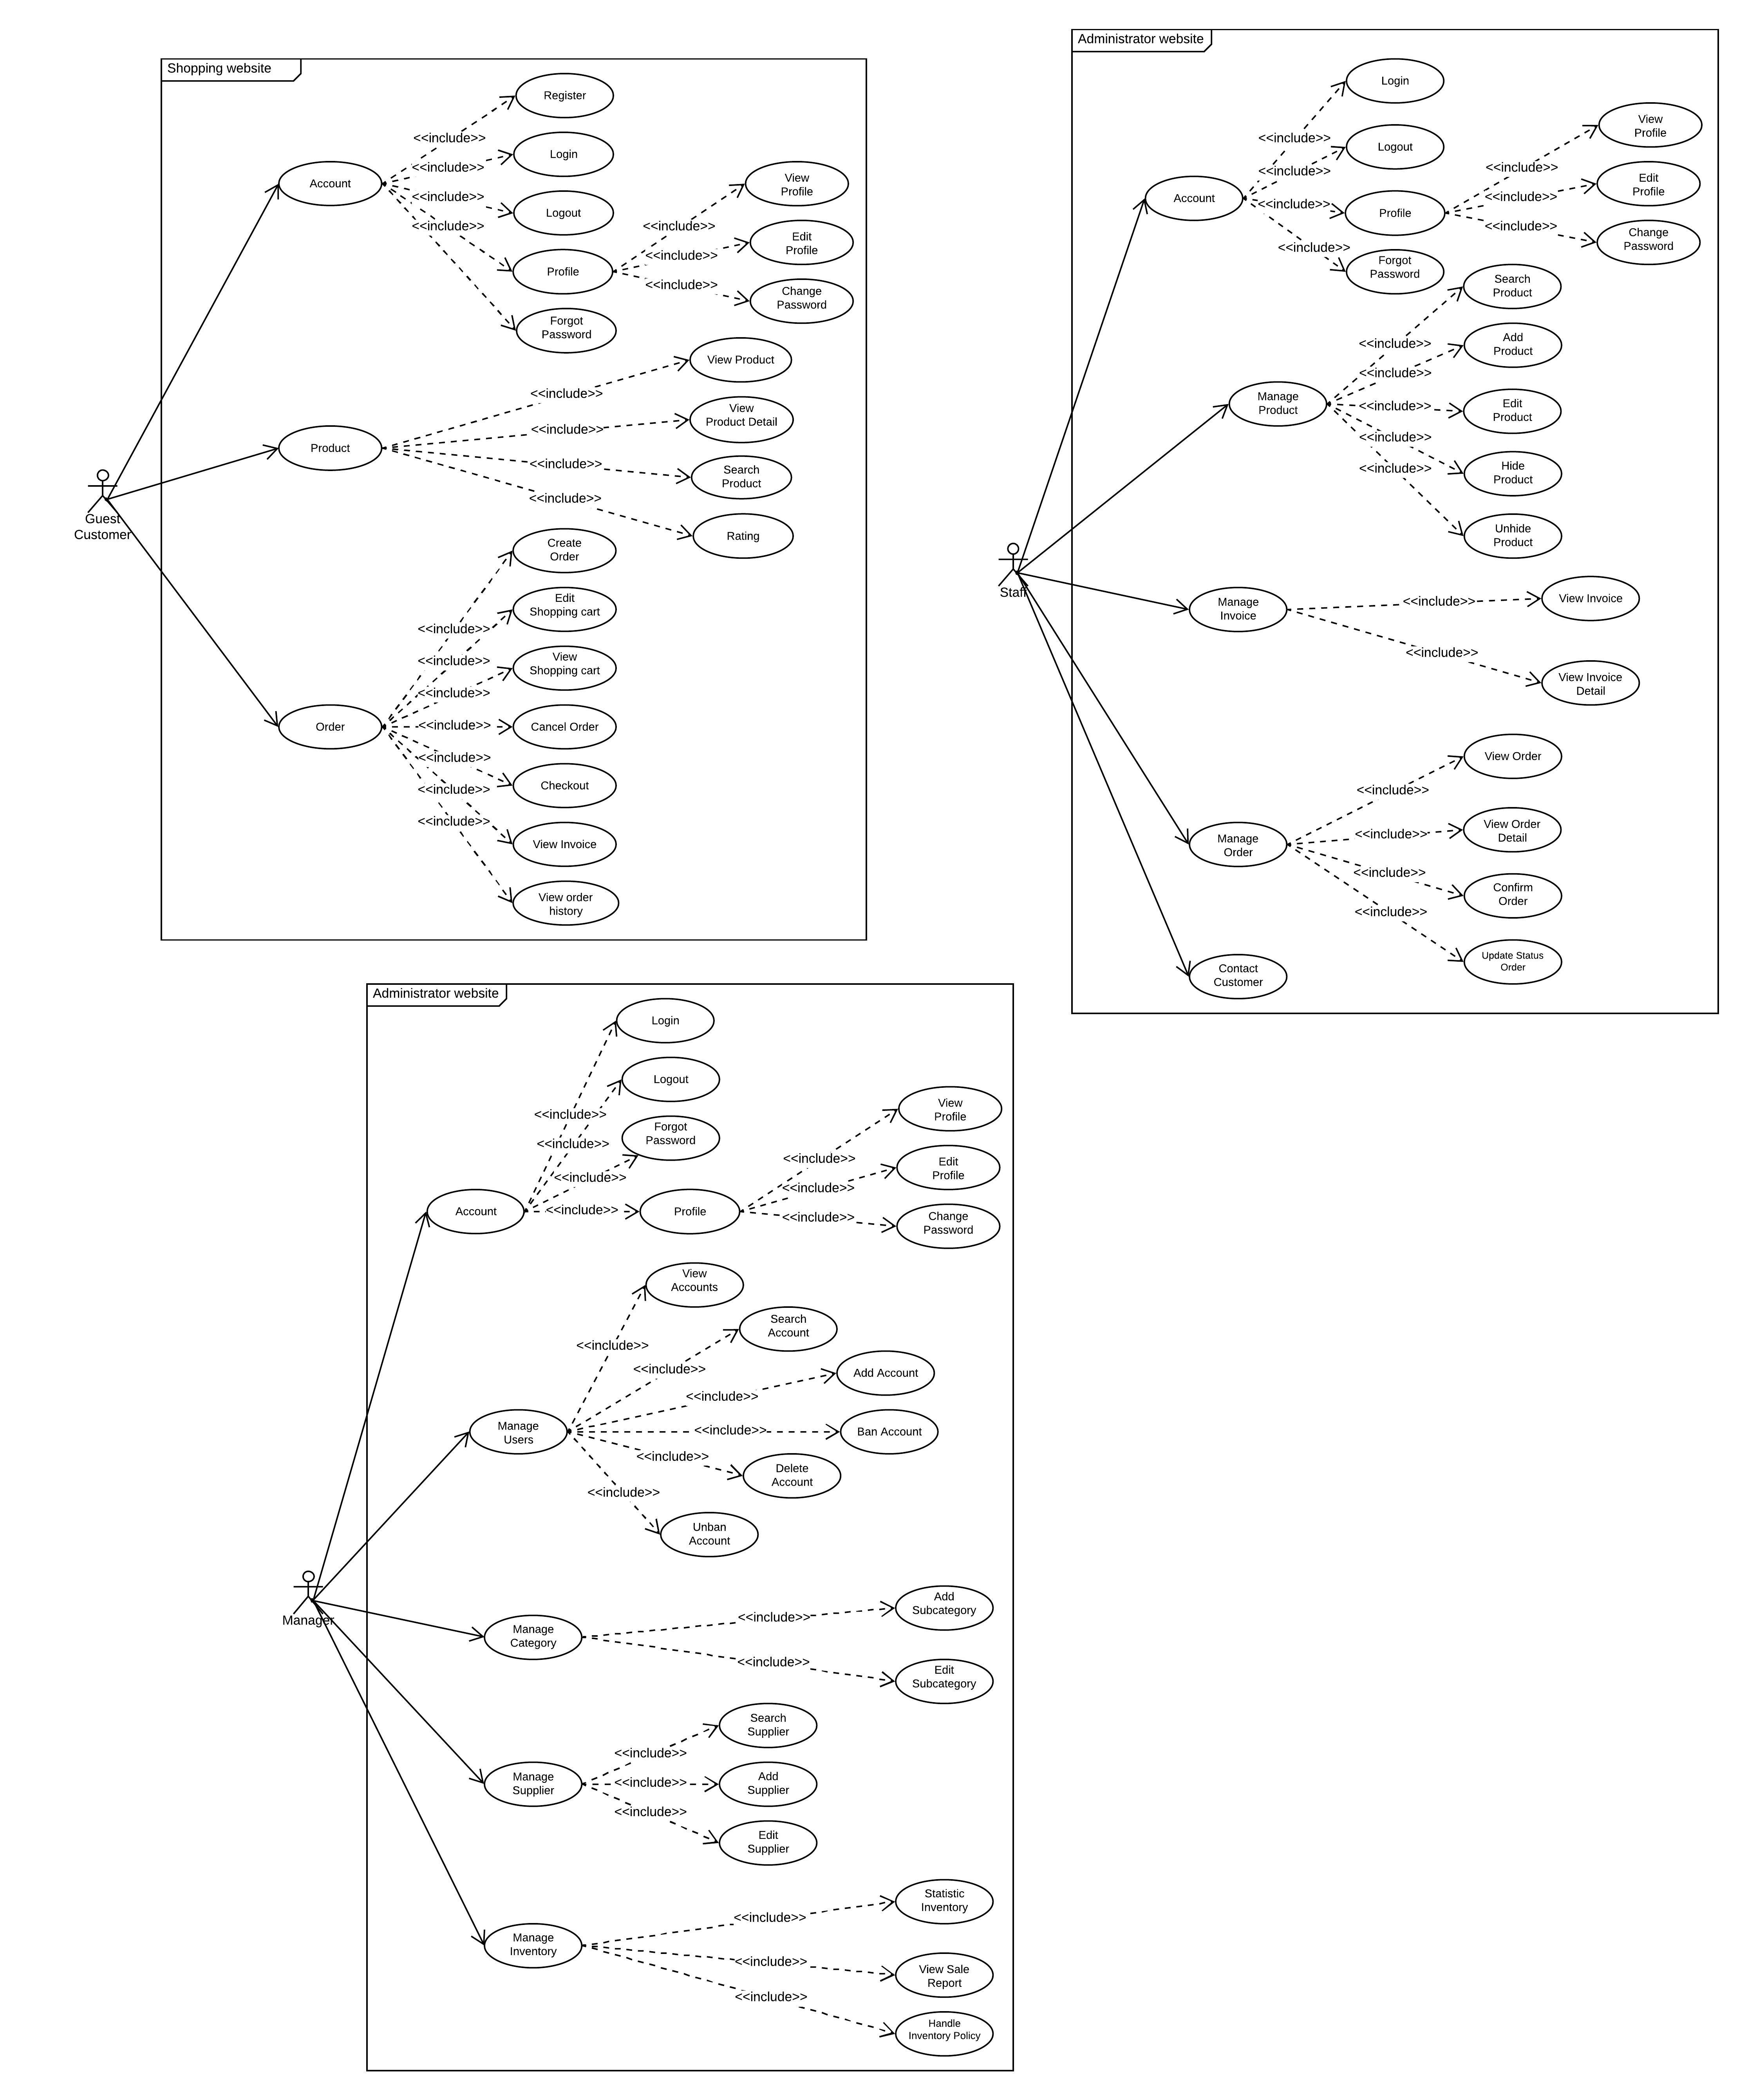 Shopping website
Register
<<include>>
Login
<<include>>
Account
Logout
<<include>>
<<include>>
Profile
Forgot
Password
<<include>>
<<include>>
<<include>>
View
Profile
Edit
Profile
Change
Password
Product
<<include>>
<<include>>
<<include>>
<<include>>
View Product
View
Product Detail
Search
Product
Rating
Guest
Customer
Order
<<include>>
<<include>>
<<include>>
<<include>>
<<include>>
<<include>>
<<include>>
Create
Order
Edit
Shopping cart
View
Shopping cart
Cancel Order
Checkout
View Invoice
View order
history
Administrator website
Account
<<include>>
<<include>>
<<include>>
<<include>>
Login
Logout
Profile
Forgot
Password
<<include>>
<<include>>
<<include>>
View
Profile
Edit
Profile
Change
Password
Manage
Product
<<include>>
<<include>>
<<include>>
<<include>>
<<include>>
Search
Product
Add
Product
Edit
Product
Hide
Product
Unhide
Product
Staff
Manage
Invoice
<<include>>
<<include>>
View Invoice
View Invoice
Detail
Manage
Order
<<include>>
<<include>>
<<include>>
<<include>>
View Order
View Order
Detail
Confirm
Order
Update Status
Order
Contact
Customer
Administrator website
Account
<<include>>
<<include>>
<<include>>
<<include>>
Login
Logout
Forgot
Password
Profile
<<include>>
<<include>>
<<include>>
View
Profile
Edit
Profile
Change
Password
Manage
Users
<<include>>
<<include>>
<<include>>
<<include>>
<<include>>
<<include>>
View
Accounts
Search
Account
Add Account
Ban Account
Delete
Account
Unban
Account
Manager
Manage
Category
<<include>>
<<include>>
Add
Subcategory
Edit
Subcategory
Manage
Supplier
<<include>>
<<include>>
<<include>>
Search
Supplier
Add
Supplier
Edit
Supplier
Manage
Inventory
<<include>>
<<include>>
<<include>>
Statistic
Inventory
View Sale
Report
Handle
Inventory Policy